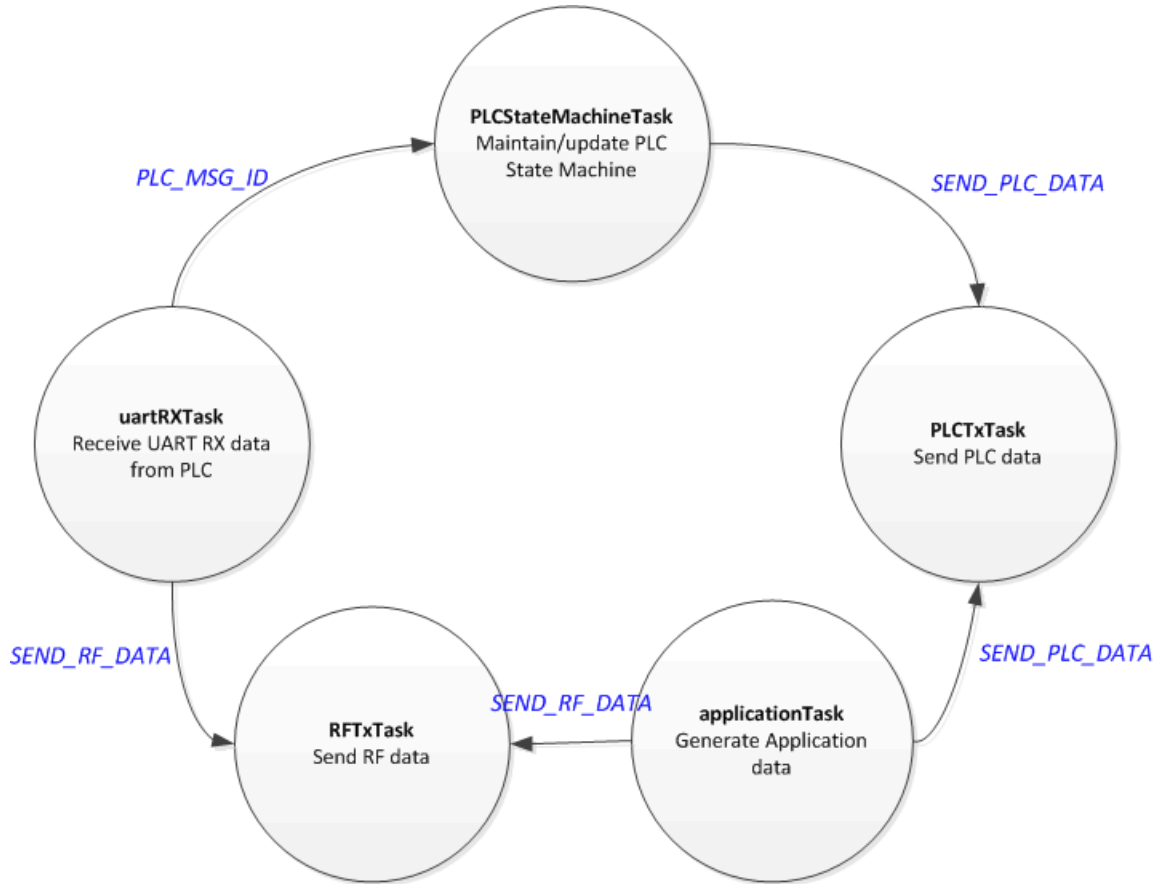 PLCStateMachineTask
Maintain/update PLC
State Machine
PLC_MSG_ID
SEND_PLC_DATA
uartRXTask
Receive UART RX data
from PLC
PLCTxTask
Send PLC data
SEND_RF_DATA
RFTxTask
Send RF data
SEND_RF_DATA
applicationTask
Generate Application
data
SEND_PLC_DATA